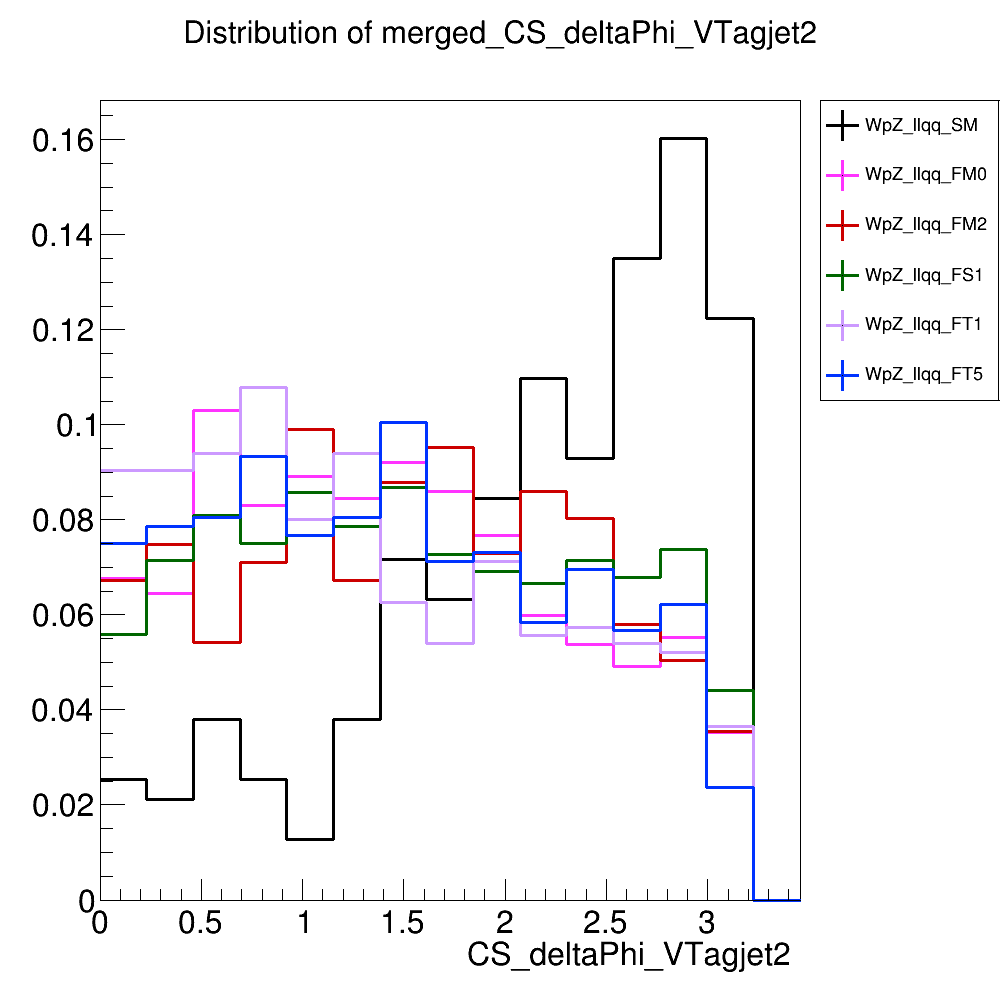 Distribution of merged_CS_deltaPhi_VTagjet2
0.16
0.14
0.12
0.1
0.08
0.06
0.04
0.02
0
0 0.5 1 1.5 2 2.5 3
CS_deltaPhi_VTagjet2
WpZ_llqq_SM
WpZ_llqq_FM0
WpZ_llqq_FM2
WpZ_llqq_FS1
WpZ_llqq_FT1
WpZ_llqq_FT5